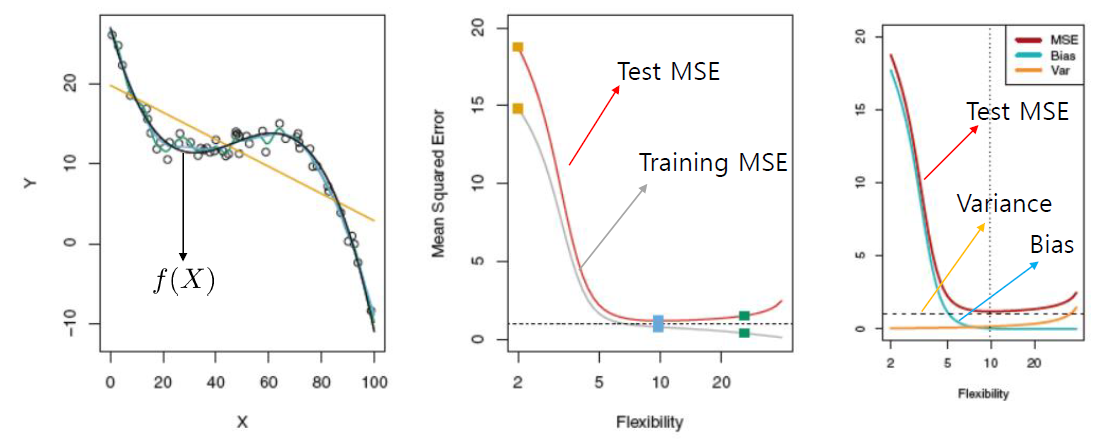 Y
20
10
0
-10
f(X)
0 20 40 60 80 100
X
Mean Squared Error
20
15
10
5
0
Test MSE
Training MSE
2 5 10 20
Flexibility
20
15
10
5
0
MSE
Bias
Var
Test MSE
Variance
Bias
2 5 10 20
Flexibility